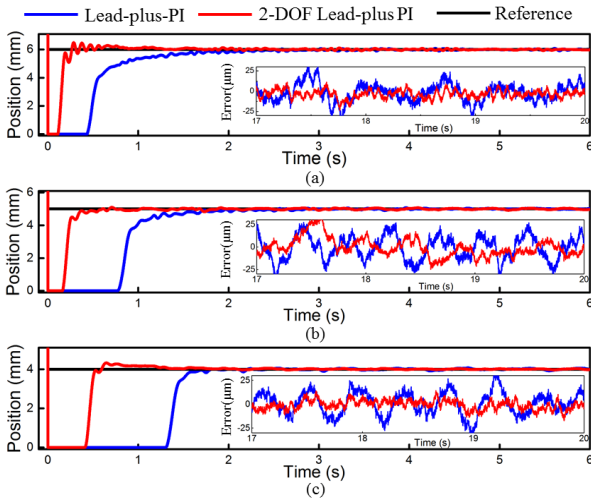 Lead-plus-PI 2-DOF Lead-plus PI Reference
Position (mm)
6
4
2
0
Error(μm)
25
0
-25
17 18 19 20
Time (s)
0 1 2 3 4 5 6
Time (s)
(a)
Position (mm)
6
4
2
0
Error(μm)
25
0
-25
17 18 19 20
Time (s)
0 1 2 3 4 5 6
Time (s)
(b)
Position (mm)
4
0
Error(μm)
25
0
-25
17 18 19 20
Time (s)
0 1 2 3 4 5 6
Time (s)
(c)